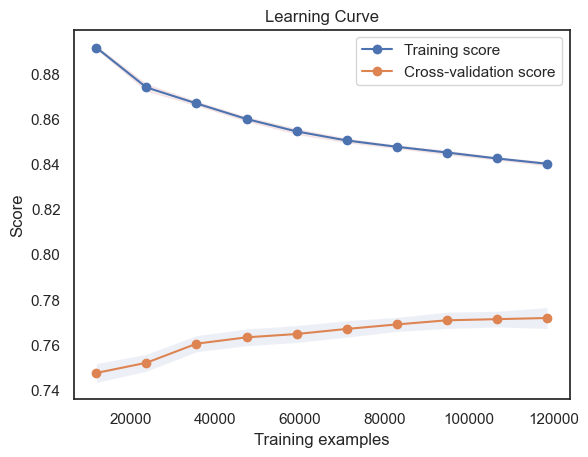 Learning Curve
Training score
Cross-validation score
0.88
0.86
0.84
0.82
0.80
0.78
0.76
0.74
Score
20000
40000
60000
80000
100000
120000
Training examples